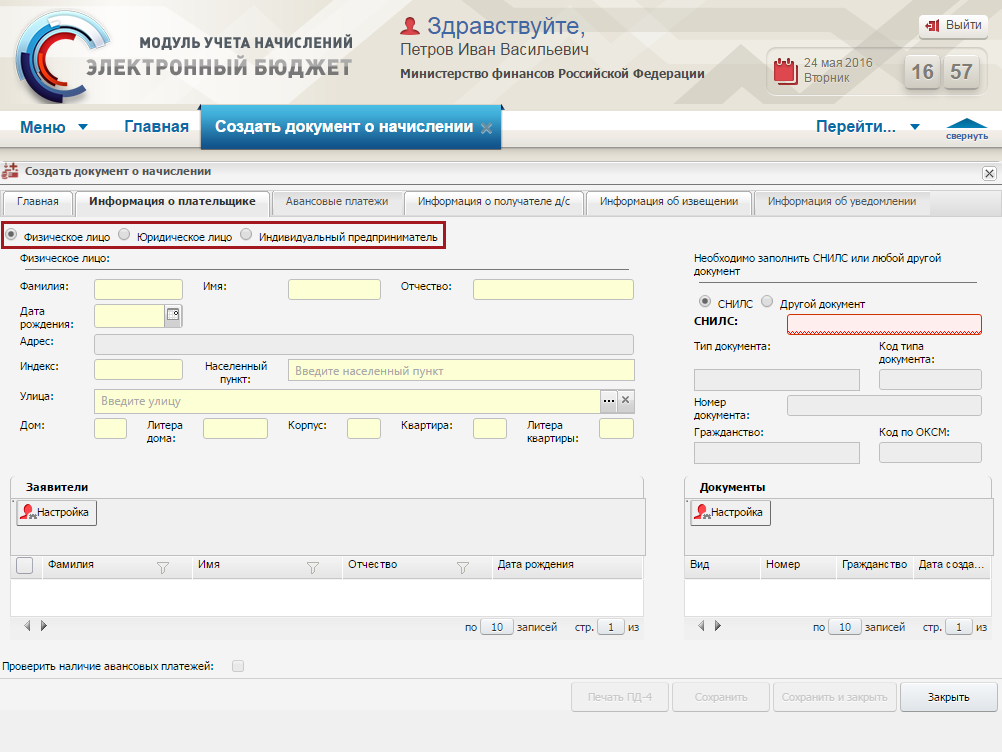 МОДУЛЬ УЧЕТА НАЧИСЛЕНИЙ
ЭЛЕКТРОННЫЙ БЮДЖЕТ
Здравствуйте,
Петров Иван Васильевич
Министерство финансов Российской Федерации
Выйти
24 мая 2016
Вторник
16 57
Меню Главная Создать документ о начислении Перейти... свернуть
Создать документ о начислении
Главная Информация о плательщике Авансовые платежи Информация о получателе д/с Информация об извещении Информация об уведомлении
Физическое лицо Юридическое лицо Индивидуальный предприниматель
Физическое лицо:
Фамилия: Имя: Отчество:
Дата
рождения:
Адрес:
Индекс: Населенный
пункт: Введите населенный пункт
Улица: Введите улицу ...
Дом: Литера
дома: Корпус: Квартира: Литера
квартиры:
Необходимо заполнить СНИЛС или любой другой
документ
СНИЛС Другой документ
СНИЛС:
Тип документа: Код типа
документа:
Номер
документа:
Гражданство: Код по ОКСМ:
Заявители
Настройка
Фамилия Имя Отчество Дата рождения
по 10 записей стр. 1 из
Документы
Настройка
Вид Номер Гражданство Дата созда...
по 10 записей стр. 1 из
Проверить наличие авансовых платежей:
Печать ПД-4 Сохранить Сохранить и закрыть Закрыть